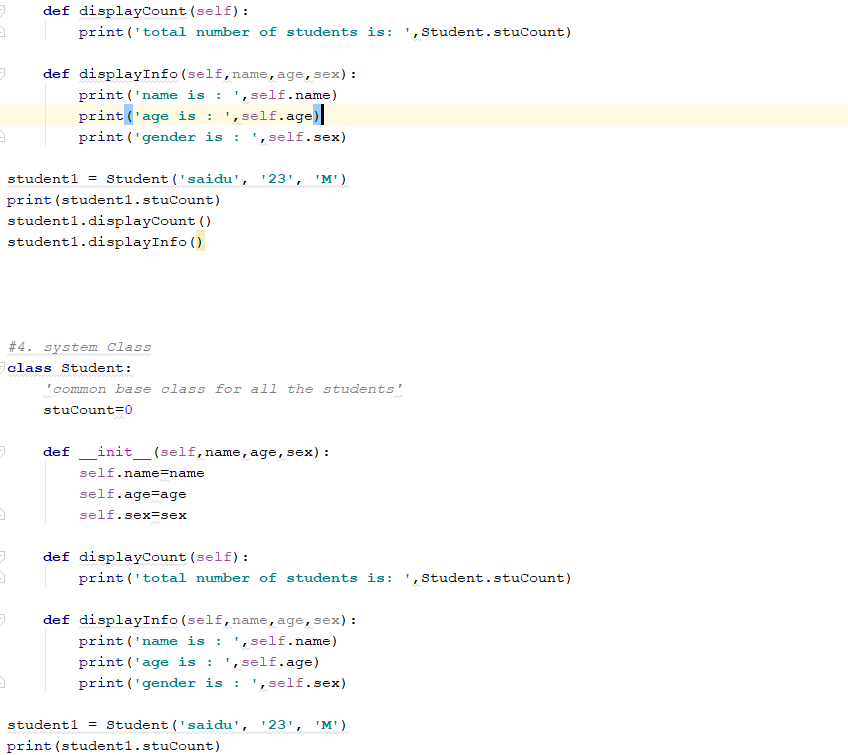 def displayCount(self):
print('total number of students is: ',Student.stuCount)
def displayInfo(self,name,age,sex):
print('name is : ',self.name)
print('age is : ',self.age)
print('gender is : ',self.sex)
student1 = Student('saidu', '23', 'M')
print(student1.stuCount)
student1.displayCount()
student1.displayInfo()
#4. system Class
class Student:
'common base class for all the students'
stuCount=0
def __init__(self,name,age,sex):
self.name=name
self.age=age
self.sex=sex
def displayCount(self):
print('total number of students is: ',Student.stuCount)
def displayInfo(self,name,age,sex):
print('name is : ',self.name)
print('age is : ',self.age)
print('gender is : ',self.sex)
student1 = Student('saidu', '23', 'M')
print(student1.stuCount)